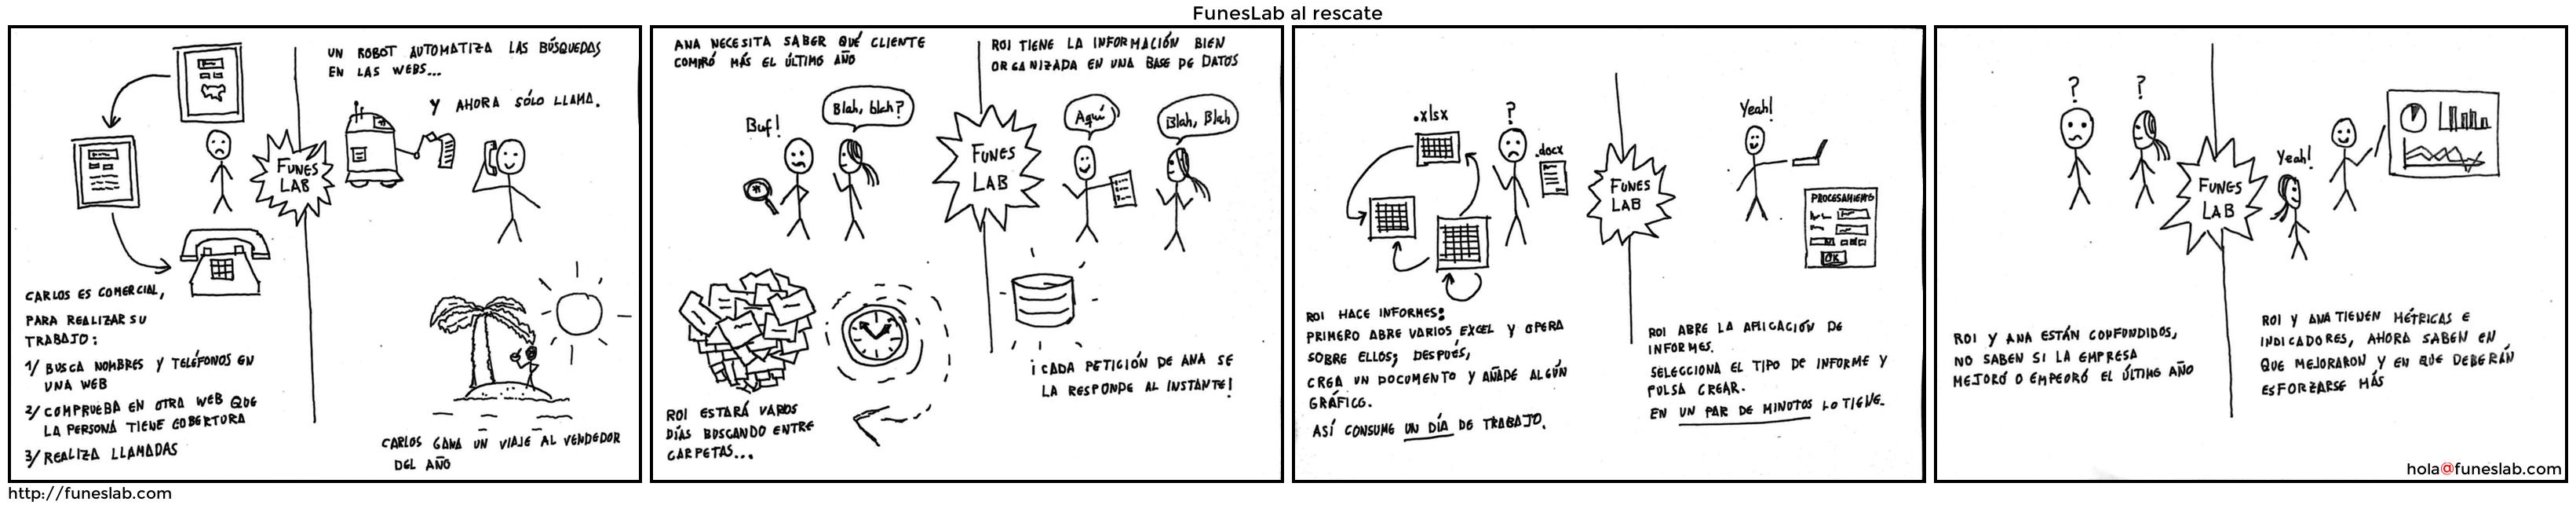 FunesLab al rescate
UN ROBOT AUTOMATIZA LAS BÚSQUEDAS
EN LAS WEBS...
Y AHORA SÓLO LLAMA.
FUNES
LAB
CARLOS ES COMERCIAL,
PARA REALIZAR SU
TRABAJO:
1/ BUSCA NOMBRES Y TELÉFONOS EN
UNA WEB
2/ COMPRUEBA EN OTRA WEB QUE
LA PERSONA TIENE COBERTURA
3/ REALIZA LLAMADAS
CARLOS GANA UN VIAJE AL VENDEDOR
DEL AÑO
ANA NECESITA SABER QUÉ CLIENTE
COMPRÓ MÁS EL ÚLTIMO AÑO
Buf!
Blah, blah?
ROI ESTARÁ VAROS
DÍAS BUSCANDO ENTRE
CARPETAS...
FUNES
LAB
ROI TIENE LA INFORMACIÓN BIEN
ORGANIZADA EN UNA BASE DE DATOS
Aquí
Blah, Blah
¡CADA PETICIÓN DE ANA SE
LA RESPONDE AL INSTANTE!
.xlsx
?
.docx
ROI HACE INFORMES:
PRIMERO ABRE VARIOS EXCEL Y OPERA
SOBRE ELLOS; DESPUÉS,
CREA UN DOCUMENTO Y AÑADE ALGÚN
GRÁFICO.
ASÍ CONSUME UN DÍA DE TRABAJO.
FUNES
LAB
Yeah!
PROCESAMIENTO
OK
ROI ABRE LA APLICACIÓN DE
INFORMES.
SELECCIONA EL TIPO DE INFORME Y
PULSA CREAR.
EN UN PAR DE MINUTOS LO TIENE.
? ?
ROI Y ANA ESTÁN CONFUNDIDOS,
NO SABEN SI LA EMPRESA
MEJORÓ O EMPEORÓ EL ÚLTIMO AÑO
FUNES
LAB
Yeah!
ROI Y ANA TIENEN MÉTRICAS E
INDICADORES, AHORA SABEN EN
QUE MEJORARON Y EN QUE DEBERÁN
ESFORZARSE MÁS
hola@funeslab.com
http://funeslab.com